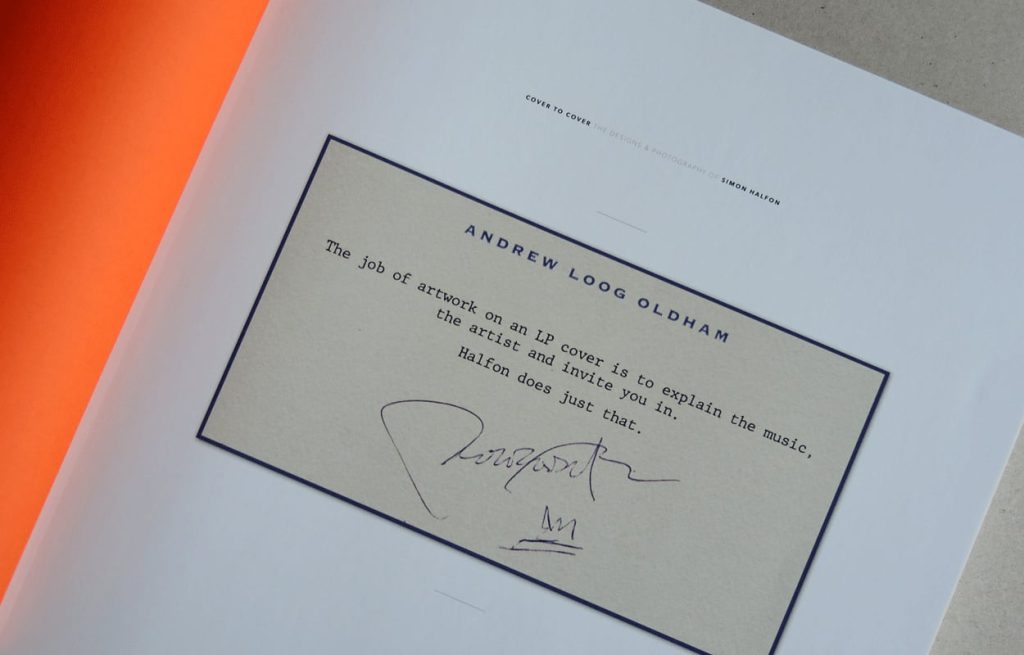 COVER TO COVER THE DESIGNS & PHOTOGRAPHY OF SIMON HALFON
ANDREW LOOG OLDHAM
The job of artwork on an LP cover is to explain the music,
the artist and invite you in.
Halfon does just that.